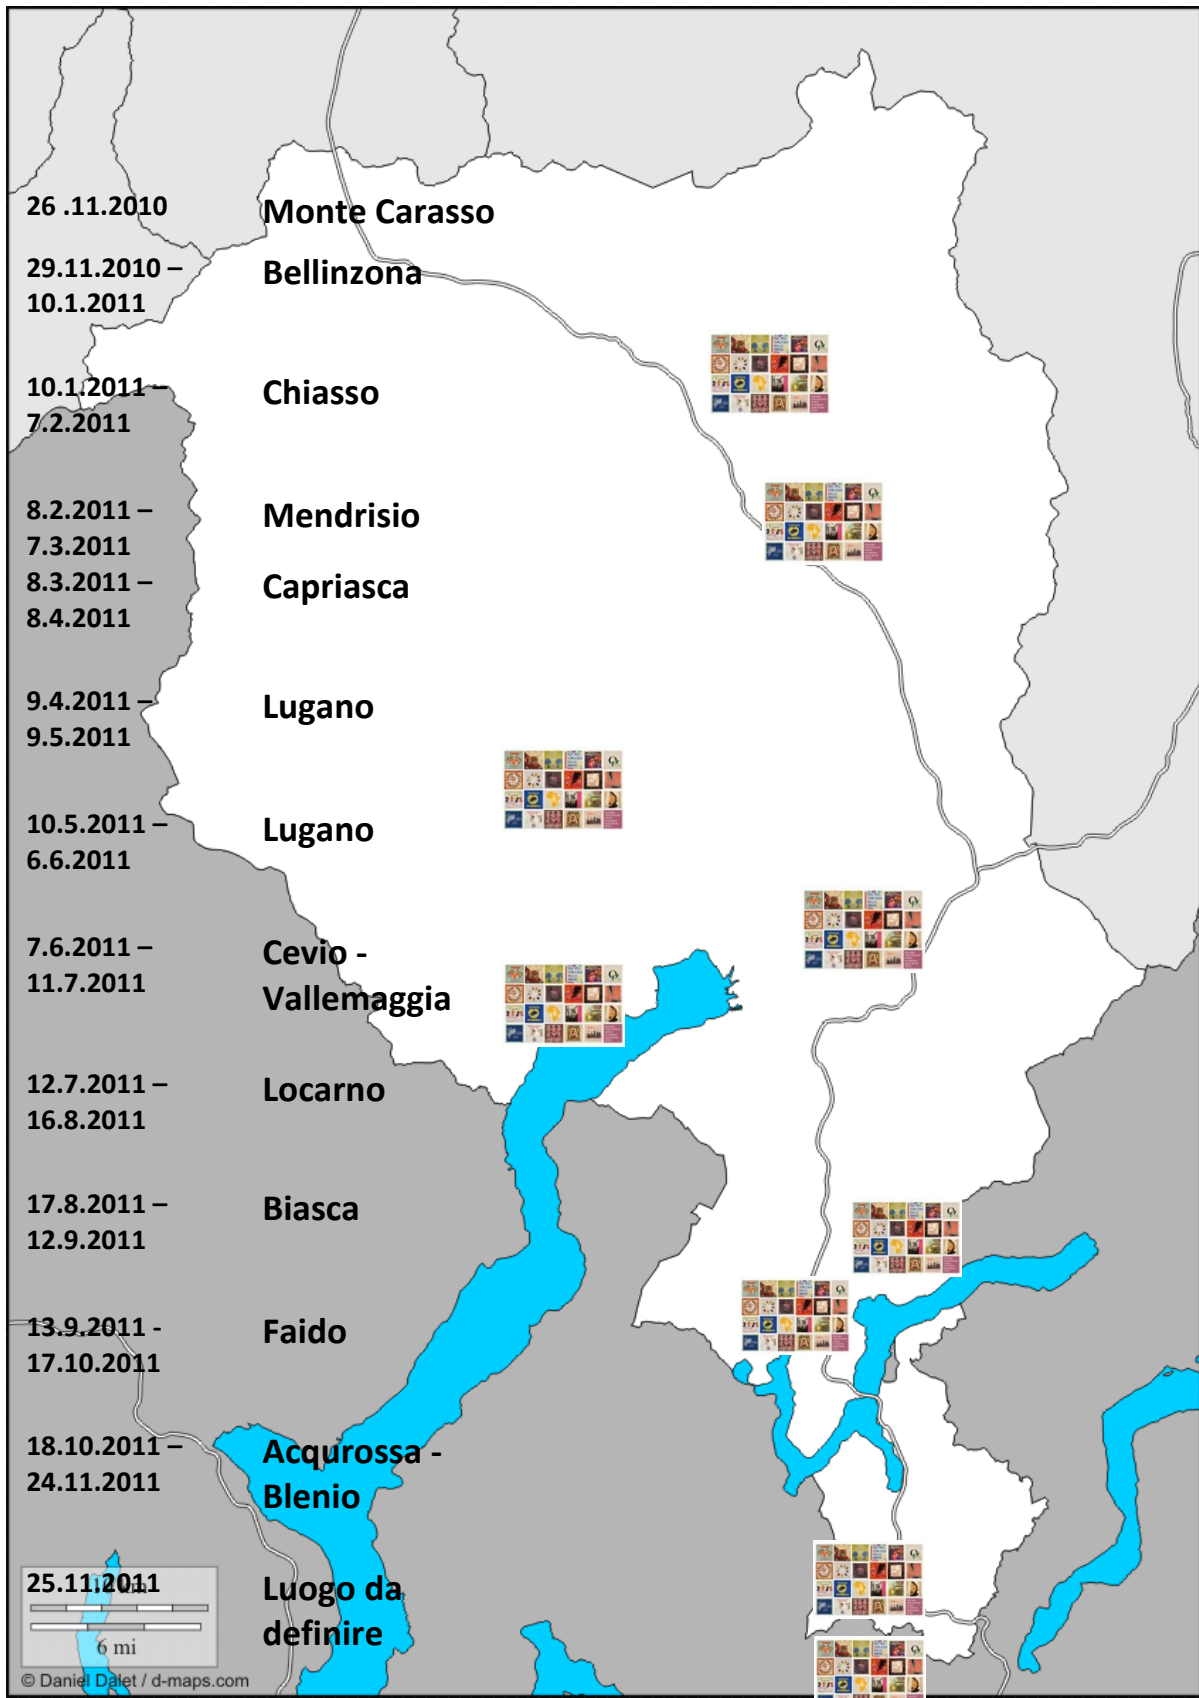 26 .11.2010 Monte Carasso
29.11.2010 – Bellinzona
10.1.2011
10.1.2011 – Chiasso
7.2.2011
8.2.2011 – Mendrisio
7.3.2011
8.3.2011 – Capriasca
8.4.2011
9.4.2011 – Lugano
9.5.2011
10.5.2011 – Lugano
6.6.2011
7.6.2011 – Cevio -
11.7.2011 Vallemaggia
12.7.2011 – Locarno
16.8.2011
17.8.2011 – Biasca
12.9.2011
13.9.2011 - Faido
17.10.2011
18.10.2011 – Acqurossa -
24.11.2011 Blenio
25.11.2011 Luogo da
definire
km
6 mi
© Daniel Dalet / d-maps.com